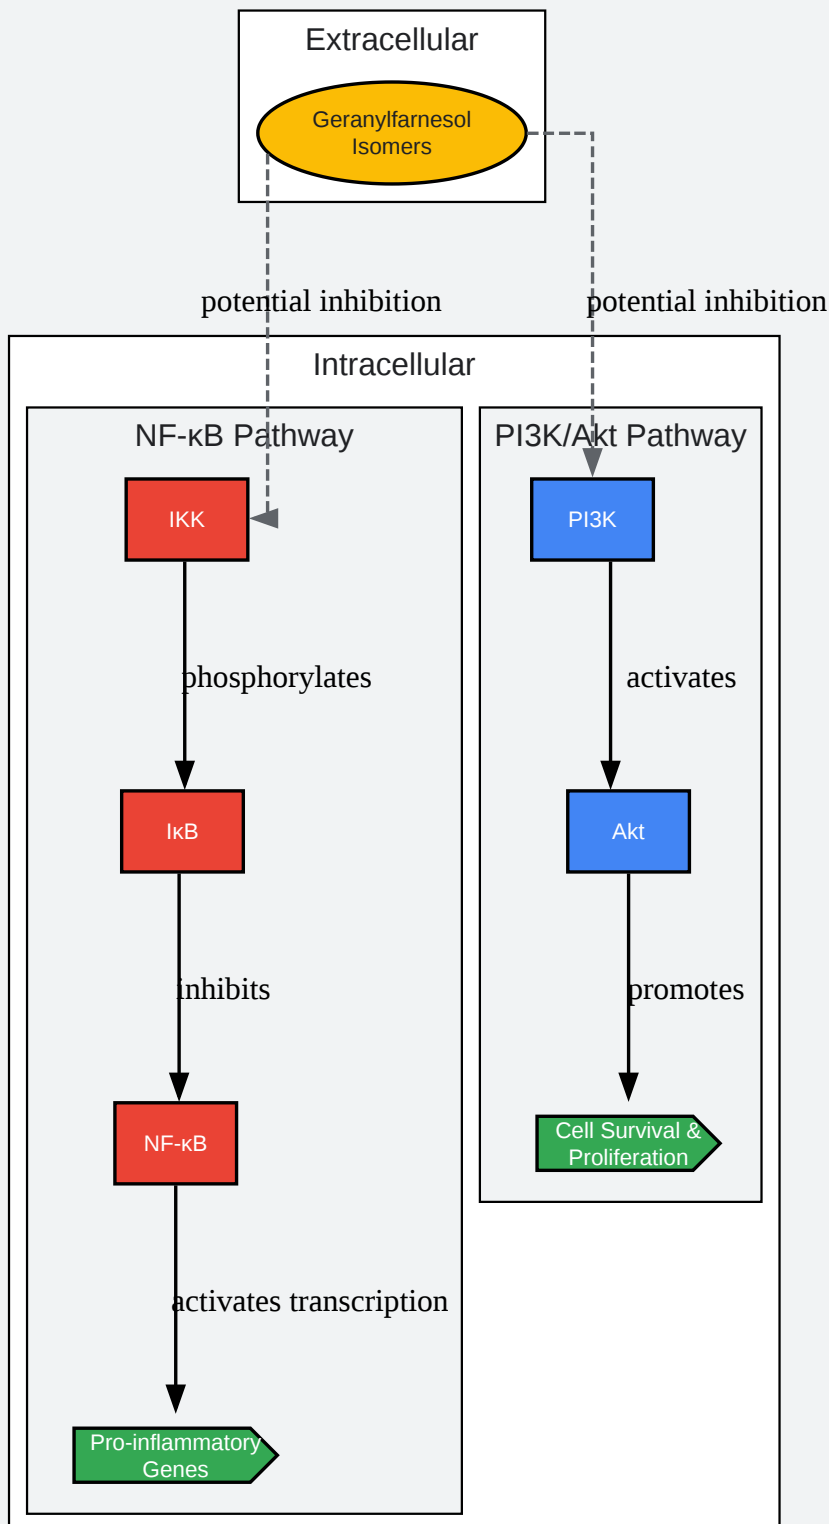 Extracellular
Geranylfarnesol
Isomers
potential inhibition
potential inhibition
Intracellular
NF-κB Pathway
PI3K/Akt Pathway
IKK
PI3K
phosphorylates
activates
IκB
Akt
inhibits
promotes
NF-κB
Cell Survival &
Proliferation
activates transcription
Pro-inflammatory
Genes